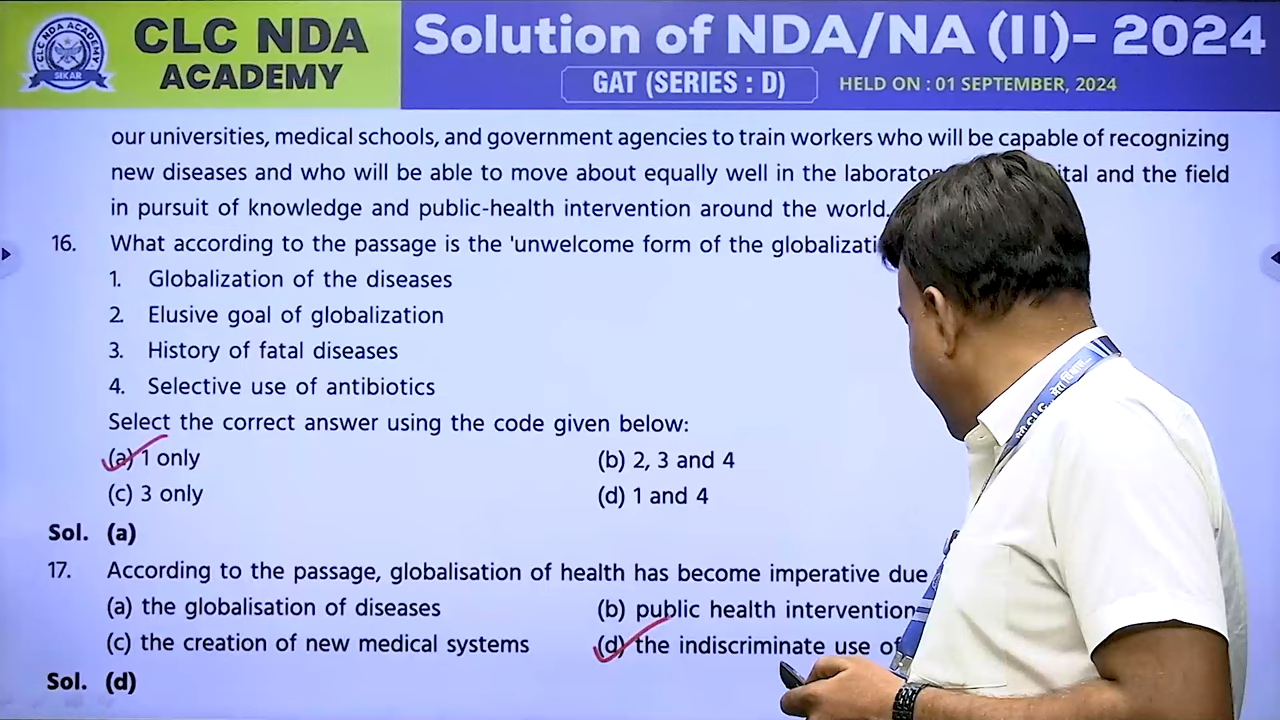 CLC NDA ACADEMY
SIKAR
CLC NDA
ACADEMY
Solution of NDA/NA (II)- 2024
GAT (SERIES : D)
HELD ON : 01 SEPTEMBER, 2024
our universities, medical schools, and government agencies to train workers who will be capable of recognizing
new diseases and who will be able to move about equally well in the and the field
in pursuit of knowledge and public-health intervention around the world.
16. What according to the passage is the 'unwelcome form of the
1. Globalization of the diseases
2. Elusive goal of globalization
3. History of fatal diseases
4. Selective use of antibiotics
Select the correct answer using the code given below:
(a) 1 only
(b) 2, 3 and 4
(c) 3 only
(d) 1 and 4
Sol. (a)
17. According to the passage, globalisation of health has become imperative due
(a) the globalisation of diseases
(b) public health intervention
(c) the creation of new medical systems
(d) the indiscriminate use
Sol. (d)